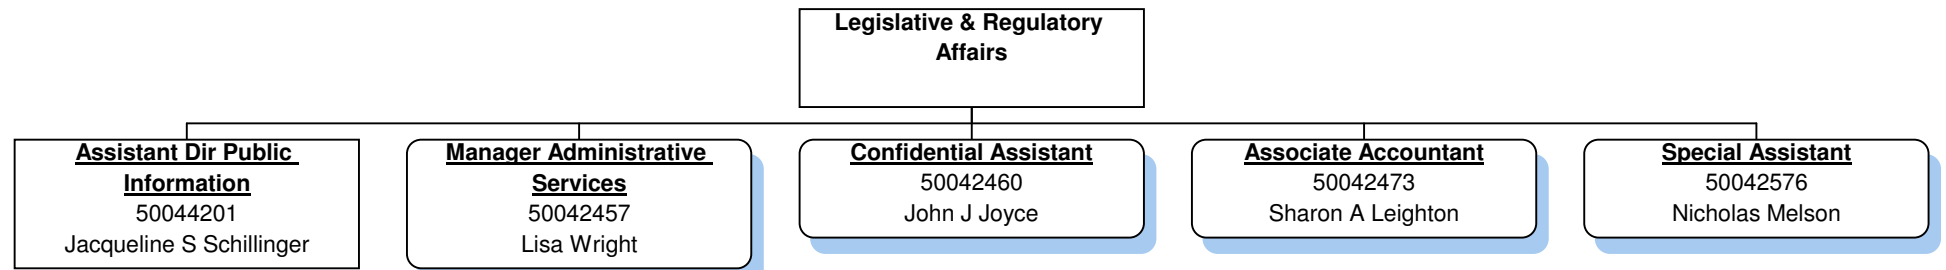 Legislative & Regulatory
Affairs
Assistant Dir Public
Information
50044201
Jacqueline S Schillinger
Manager Administrative
Services
50042457
Lisa Wright
Confidential Assistant
50042460
John J Joyce
Associate Accountant
50042473
Sharon A Leighton
Special Assistant
50042576
Nicholas Melson